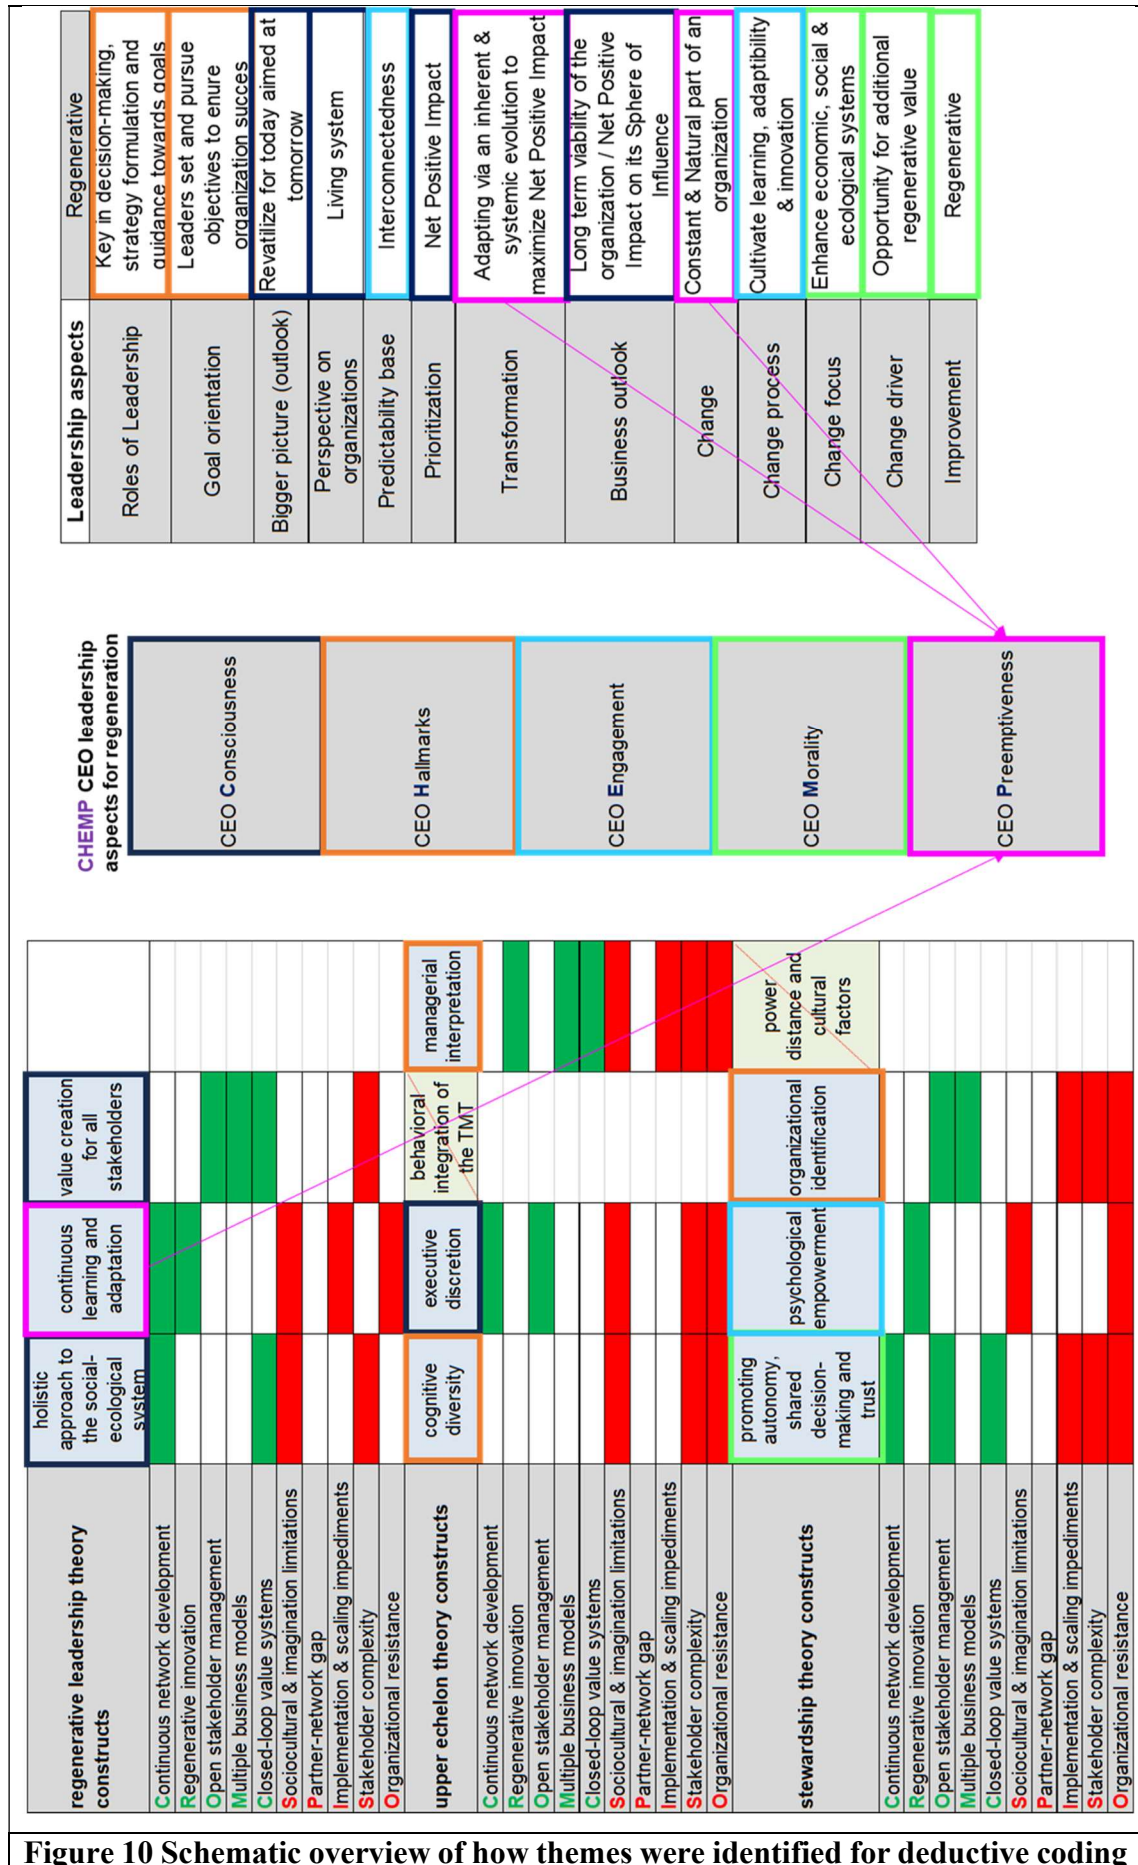 regenerative leadership theory
constructs
holistic
approach to
the social-
ecological
system
continuous
learning and
adaptation
value creation
for all
stakeholders
Continuous network development
Regenerative innovation
Open stakeholder management
Multiple business models
Closed-loop value systems
Sociocultural & imagination limitations
Partner-network gap
Implementation & scaling impediments
Stakeholder complexity
Organizational resistance
upper echelon theory constructs
cognitive
diversity
executive
discretion
behavioral
integration of
the TMT
managerial
interpretation
Continuous network development
Regenerative innovation
Open stakeholder management
Multiple business models
Closed-loop value systems
Sociocultural & imagination limitations
Partner-network gap
Implementation & scaling impediments
Stakeholder complexity
Organizational resistance
stewardship theory constructs
promoting
autonomy,
shared
decision-
making and
trust
psychological
empowerment
organizational
identification
power
distance and
cultural
factors
Continuous network development
Regenerative innovation
Open stakeholder management
Multiple business models
Closed-loop value systems
Sociocultural & imagination limitations
Partner-network gap
Implementation & scaling impediments
Stakeholder complexity
Organizational resistance
CHEMP CEO leadership
aspects for regeneration
CEO Consciousness
CEO Hallmarks
CEO Engagement
CEO Morality
CEO Preemptiveness
Leadership aspects
Regenerative
Roles of Leadership
Key in decision-making,
strategy formulation and
guidance towards goals
Goal orientation
Leaders set and pursue
objectives to enure
organization succes
Bigger picture (outlook)
Revatilize for today aimed at
tomorrow
Perspective on
organizations
Living system
Predictability base
Interconnectedness
Prioritization
Net Positive Impact
Transformation
Adapting via an inherent &
systemic evolution to
maximize Net Positive Impact
Business outlook
Long term viability of the
organization / Net Positive
Impact on its Sphere of
Influence
Change
Constant & Natural part of an
organization
Change process
Cultivate learning, adaptibility
& innovation
Change focus
Enhance economic, social &
ecological systems
Change driver
Opportunity for additional
regenerative value
Improvement
Regenerative
Figure 10 Schematic overview of how themes were identified for deductive coding